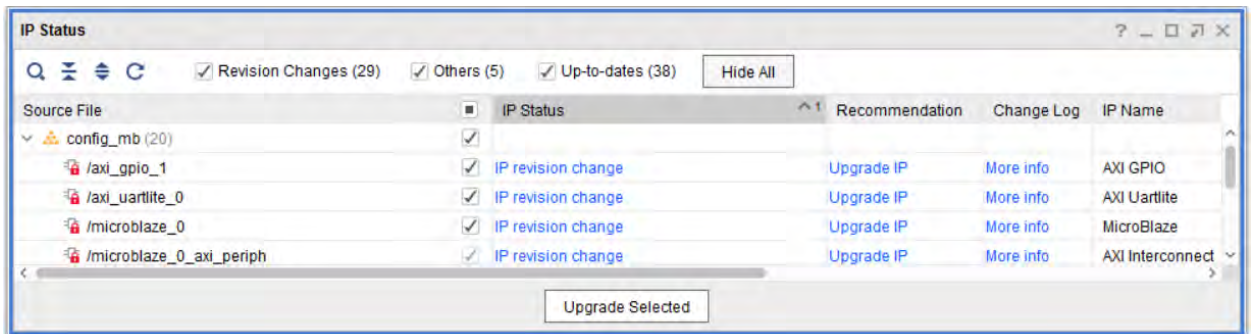 IP Status
Revision Changes (29) Others (5) Up-to-dates (38) Hide All
Source File IP Status 1 Recommendation Change Log IP Name
config_mb (20)
/axi_gpio_1 IP revision change Upgrade IP More info AXI GPIO
/axi_uartlite_0 IP revision change Upgrade IP More info AXI Uartlite
/microblaze_0 IP revision change Upgrade IP More info MicroBlaze
/microblaze_0_axi_periph IP revision change Upgrade IP More info AXI Interconnect
Upgrade Selected